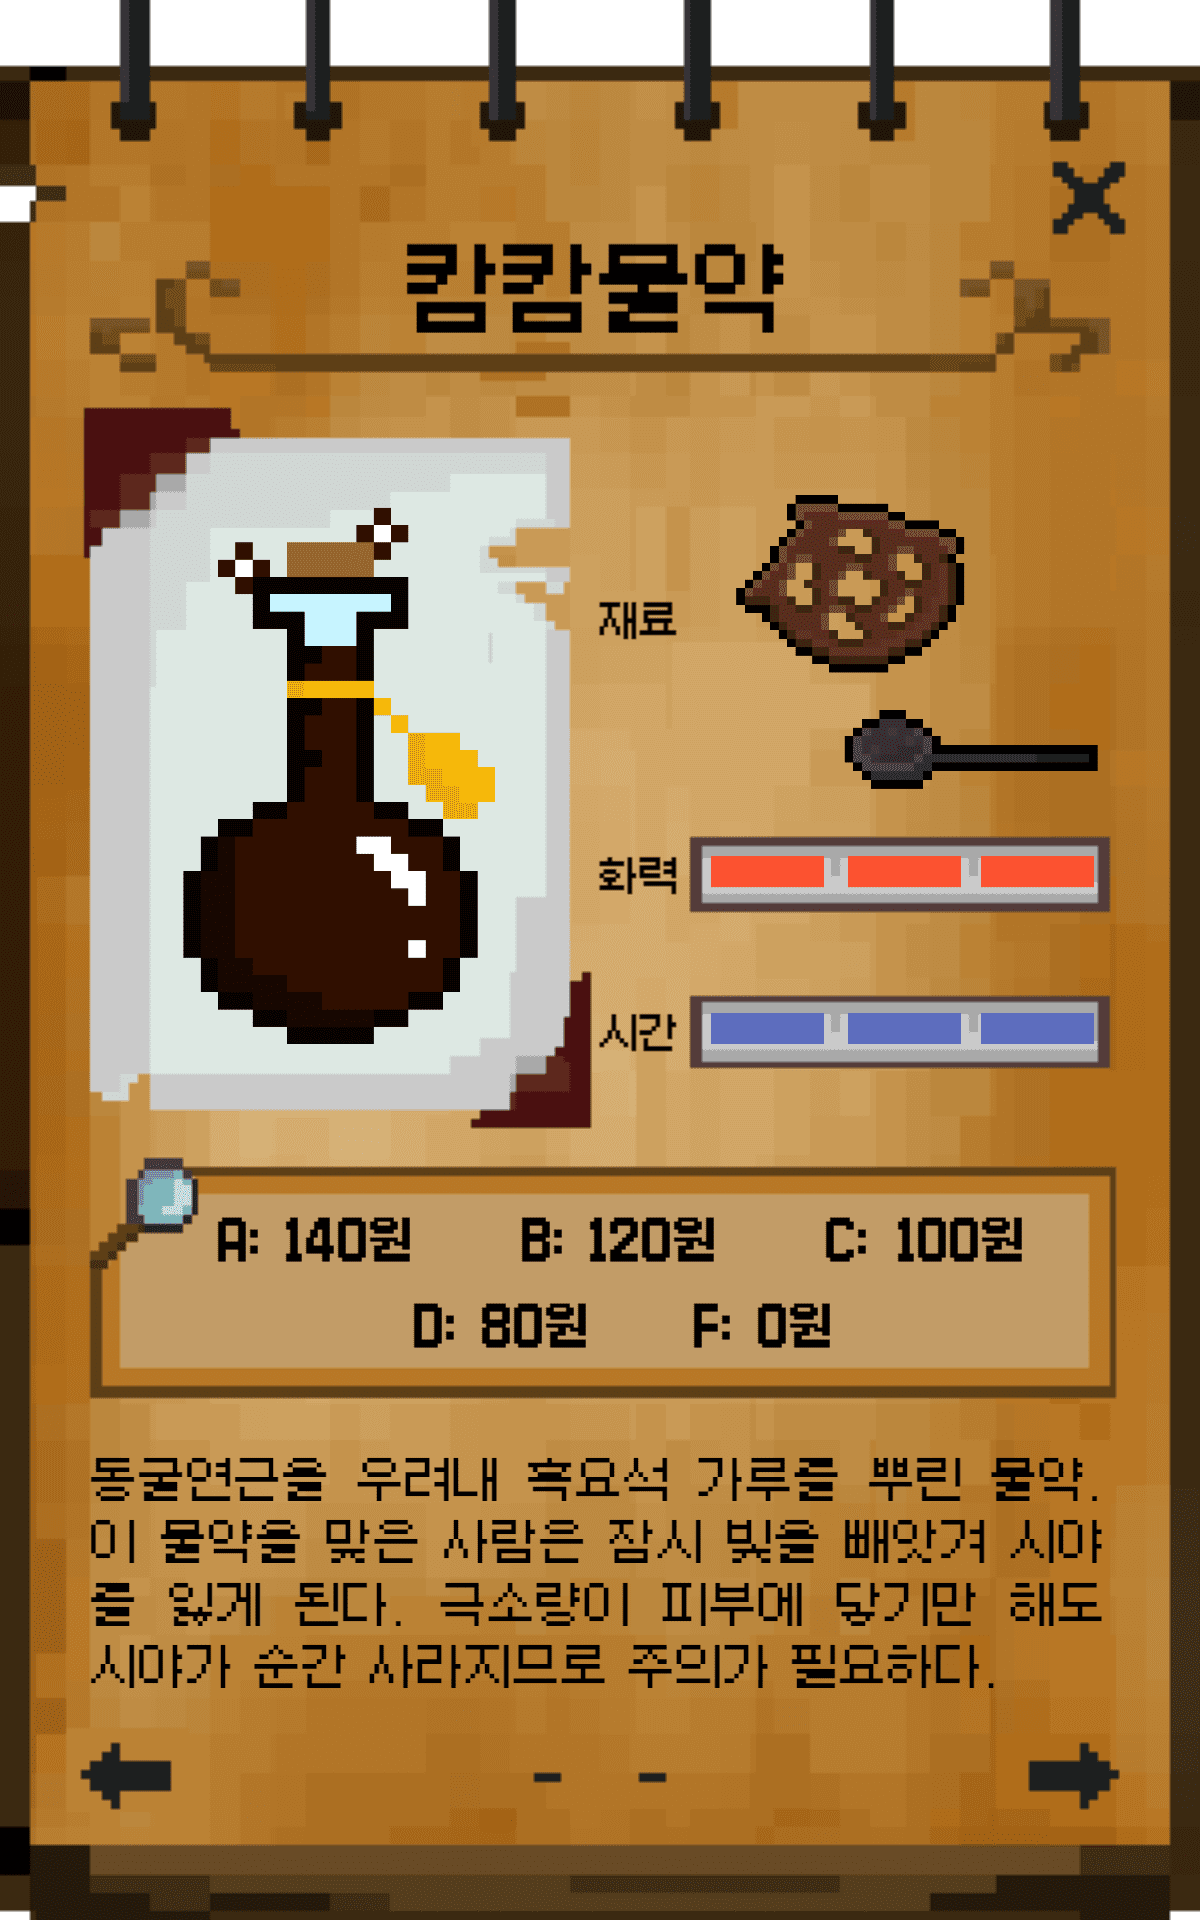 캄캄물약
재료
화력
시간
A: 140원 B: 120원 C: 100원
D: 80원 F: 0원
동굴연근을 우려내 흑요석 가루를 뿌린 물약.
이 물약을 맞은 사람은 잠시 빛을 빼앗겨 시야
를 잃게 된다. 극소량이 피부에 닿기만 해도
시야가 순간 사라지므로 주의가 필요하다.
- -